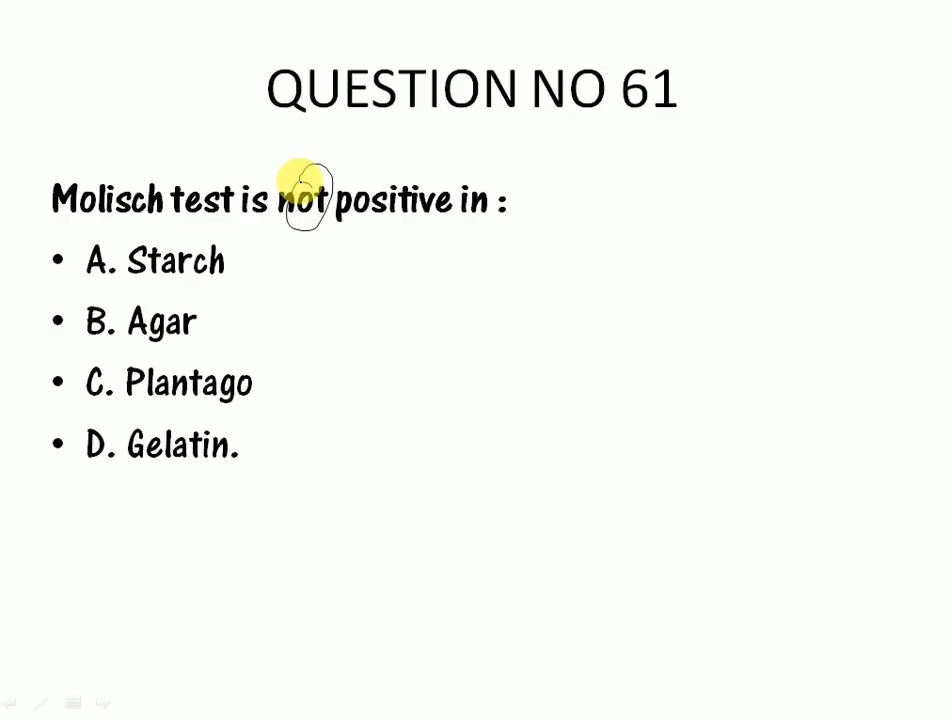 QUESTION NO 61
Molisch test is not positive in :
• A. Starch
• B. Agar
• C. Plantago
• D. Gelatin.